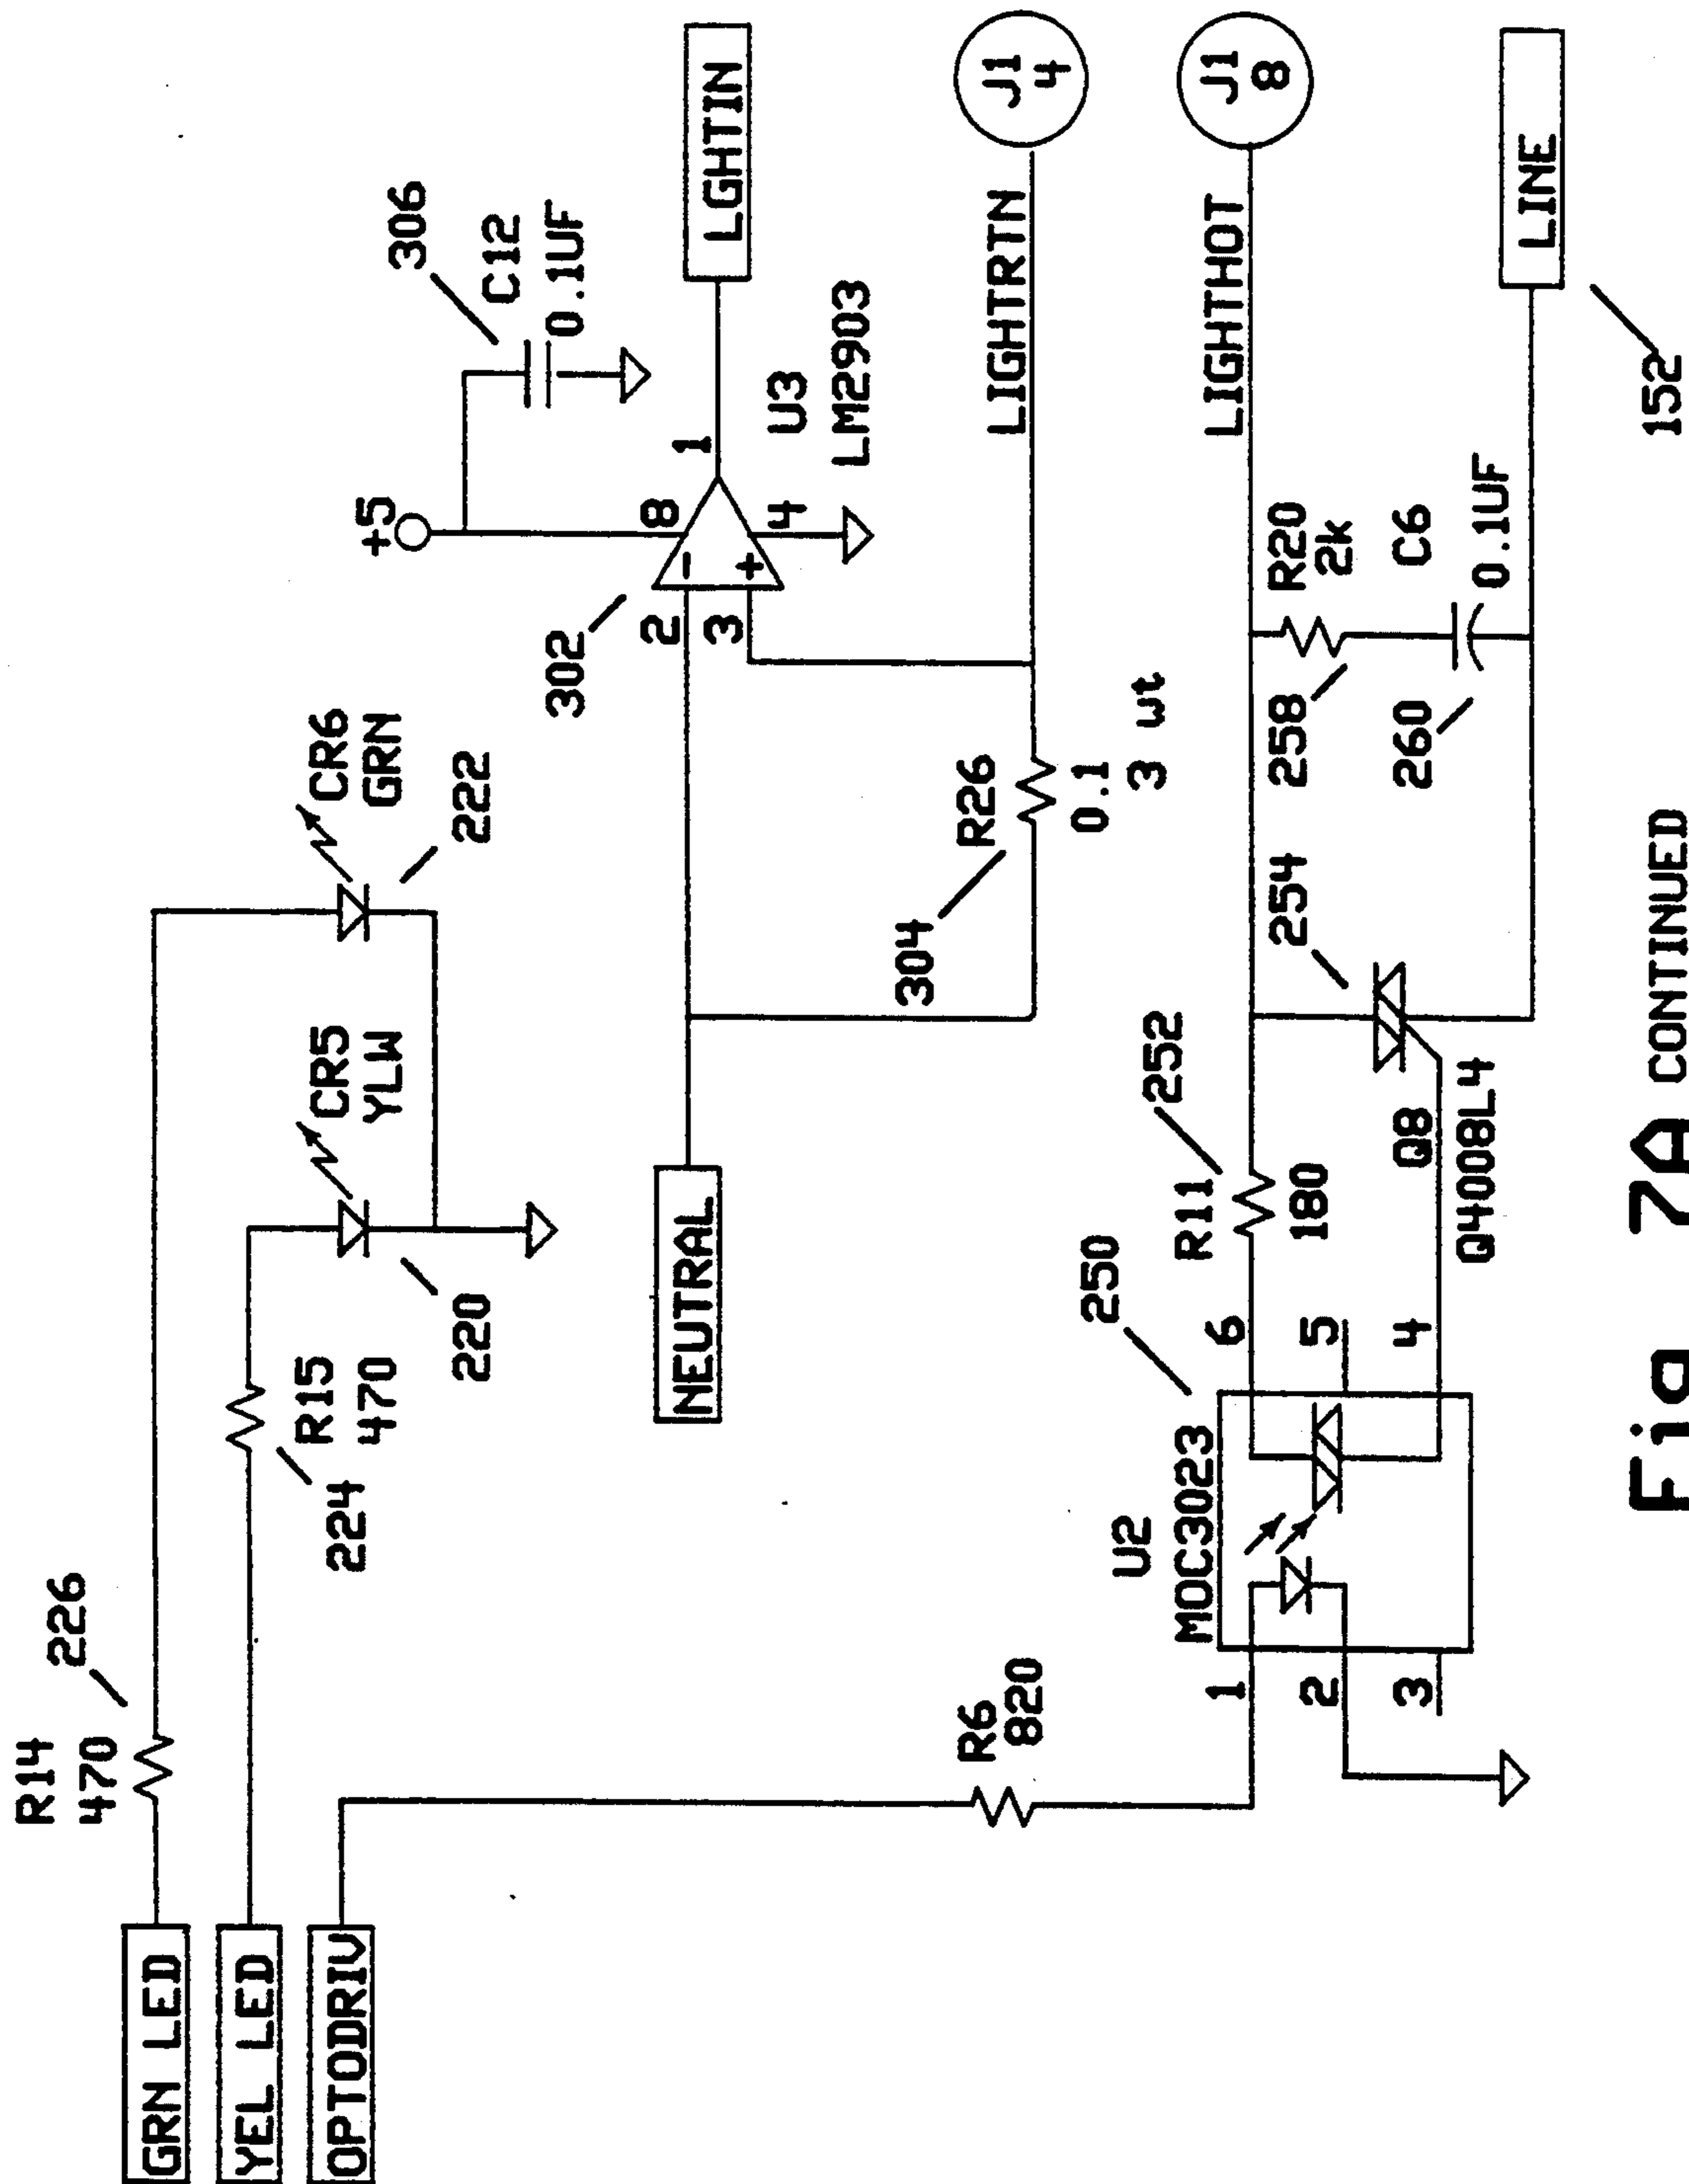 R14
470
226
GRN LED
YEL LED
OPTODRIV
R15
470
224
220
CR5
YLW
CR6
GRN
222
+5
306
C12
0.1UF
302
2
3
-
+
8
1
4
U3
LM2903
LGHTIN
NEUTRAL
304
R26
0.1
3 wt
LIGHTRTN
J1
4
R6
820
U2
MOC3023
250
1
2
3
6
5
4
R11
180
252
254
Q8
Q4008L4
LIGHTHOT
J1
8
R20
2k
258
C6
0.1UF
260
LINE
152
Fig 7A CONTINUED